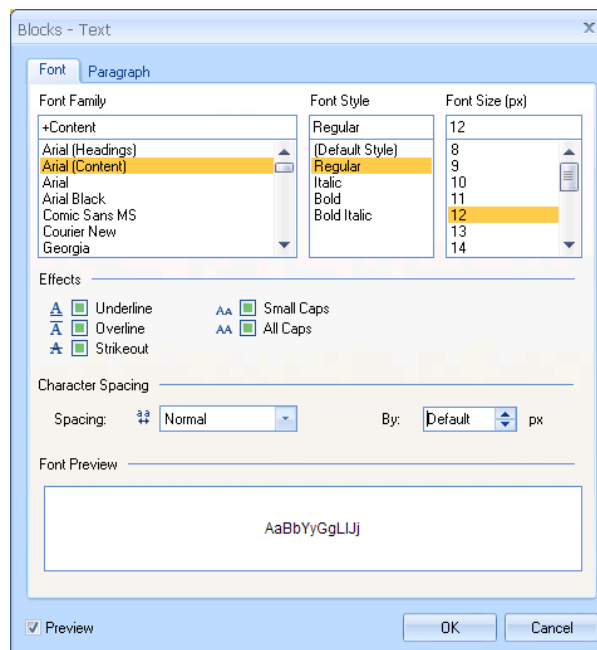 Blocks - Text
Font Paragraph
Font Family Font Style Font Size (px)
+Content Regular 12
Arial (Headings) (Default Style) 8
Arial (Content) Regular 9
Arial Italic 10
Arial Black Bold 11
Comic Sans MS Bold Italic 12
Courier New 13
Georgia 14
Effects
A Underline AA Small Caps
A Overline AA All Caps
A Strikeout
Character Spacing
Spacing: aa Normal By: Default px
Font Preview
AaBbYyGgLlJj
Preview OK Cancel